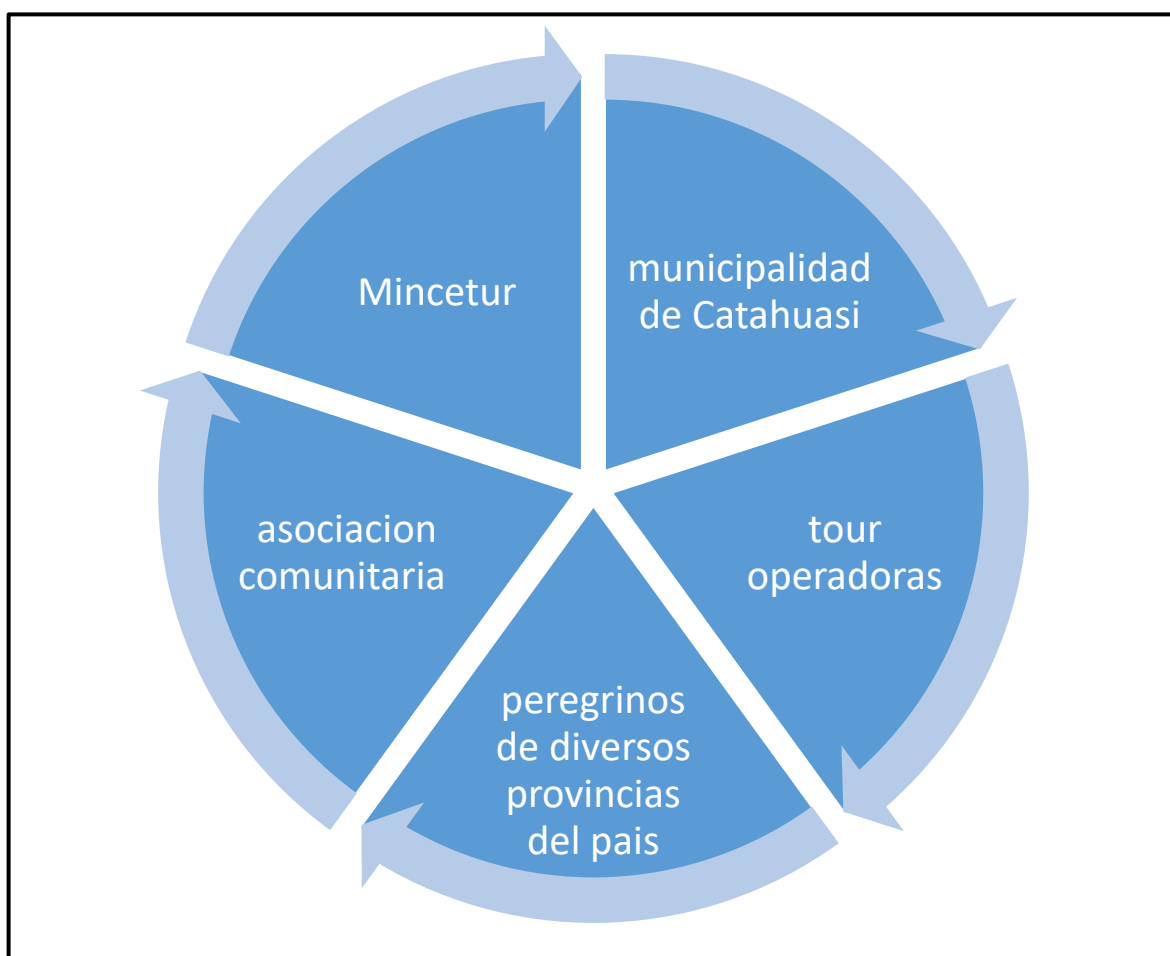 Mincetur
municipalidad
de Catahuasi
tour
operadoras
peregrinos
de diversos
provincias
del pais
asociacion
comunitaria